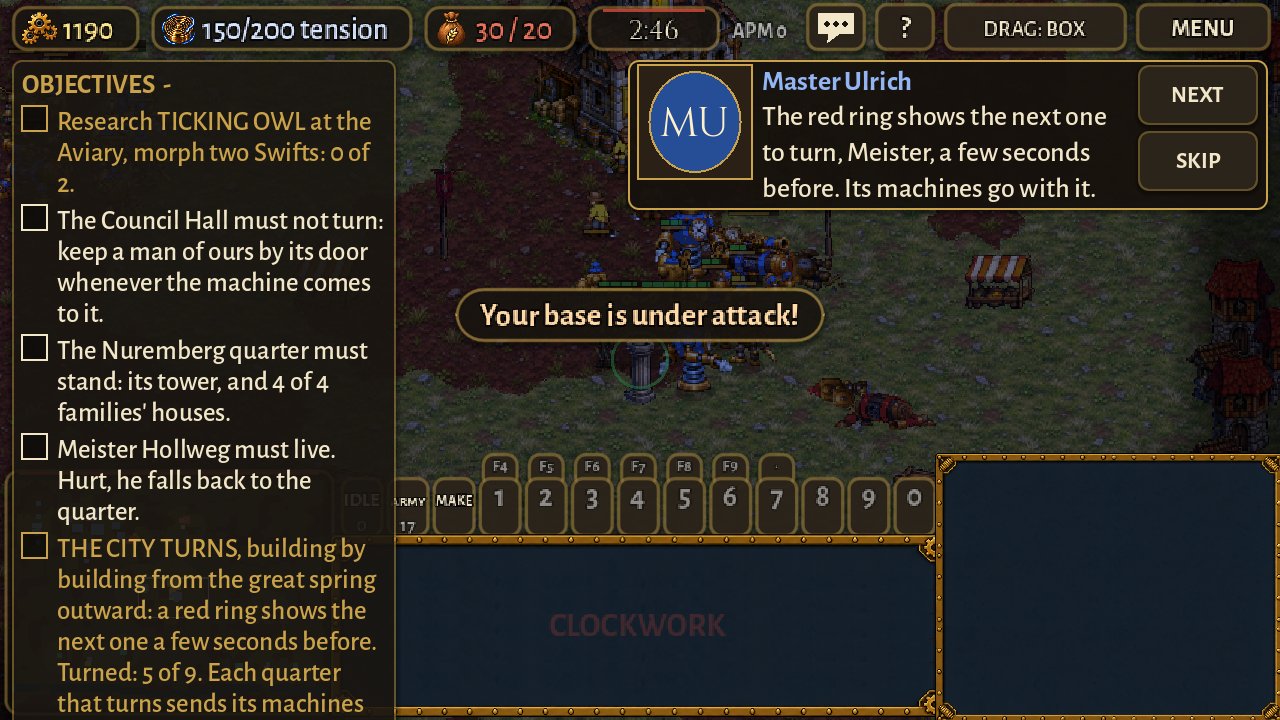 1190
150/200 tension
30 / 20
2:46
APM 0
?
DRAG: BOX
MENU
OBJECTIVES -
Research TICKING OWL at the
Aviary, morph two Swifts: 0 of
2.
The Council Hall must not turn:
keep a man of ours by its door
whenever the machine comes
to it.
The Nuremberg quarter must
stand: its tower, and 4 of 4
families' houses.
Meister Hollweg must live.
Hurt, he falls back to the
quarter.
THE CITY TURNS, building by
building from the great spring
outward: a red ring shows the
next one a few seconds before.
Turned: 5 of 9. Each quarter
that turns sends its machines
MU
Master Ulrich
The red ring shows the next one
to turn, Meister, a few seconds
before. Its machines go with it.
NEXT
SKIP
Your base is under attack!
F4 F5 F6 F7 F8 F9
IDLE 0
ARMY 17
MAKE
1 2 3 4 5 6 7 8 9 0
CLOCKWORK